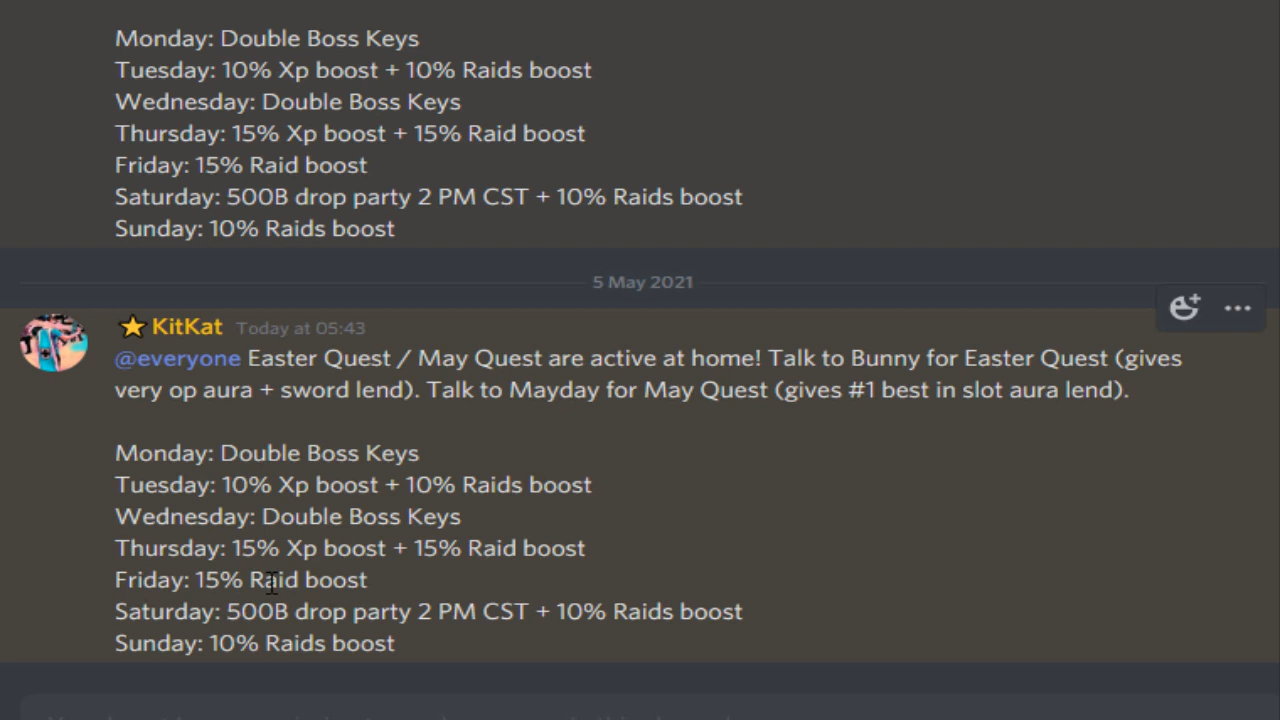 Monday: Double Boss Keys
Tuesday: 10% Xp boost + 10% Raids boost
Wednesday: Double Boss Keys
Thursday: 15% Xp boost + 15% Raid boost
Friday: 15% Raid boost
Saturday: 500B drop party 2 PM CST + 10% Raids boost
Sunday: 10% Raids boost
5 May 2021
KitKat Today at 05:43
@everyone Easter Quest / May Quest are active at home! Talk to Bunny for Easter Quest (gives
very op aura + sword lend). Talk to Mayday for May Quest (gives #1 best in slot aura lend).
Monday: Double Boss Keys
Tuesday: 10% Xp boost + 10% Raids boost
Wednesday: Double Boss Keys
Thursday: 15% Xp boost + 15% Raid boost
Friday: 15% Raid boost
Saturday: 500B drop party 2 PM CST + 10% Raids boost
Sunday: 10% Raids boost